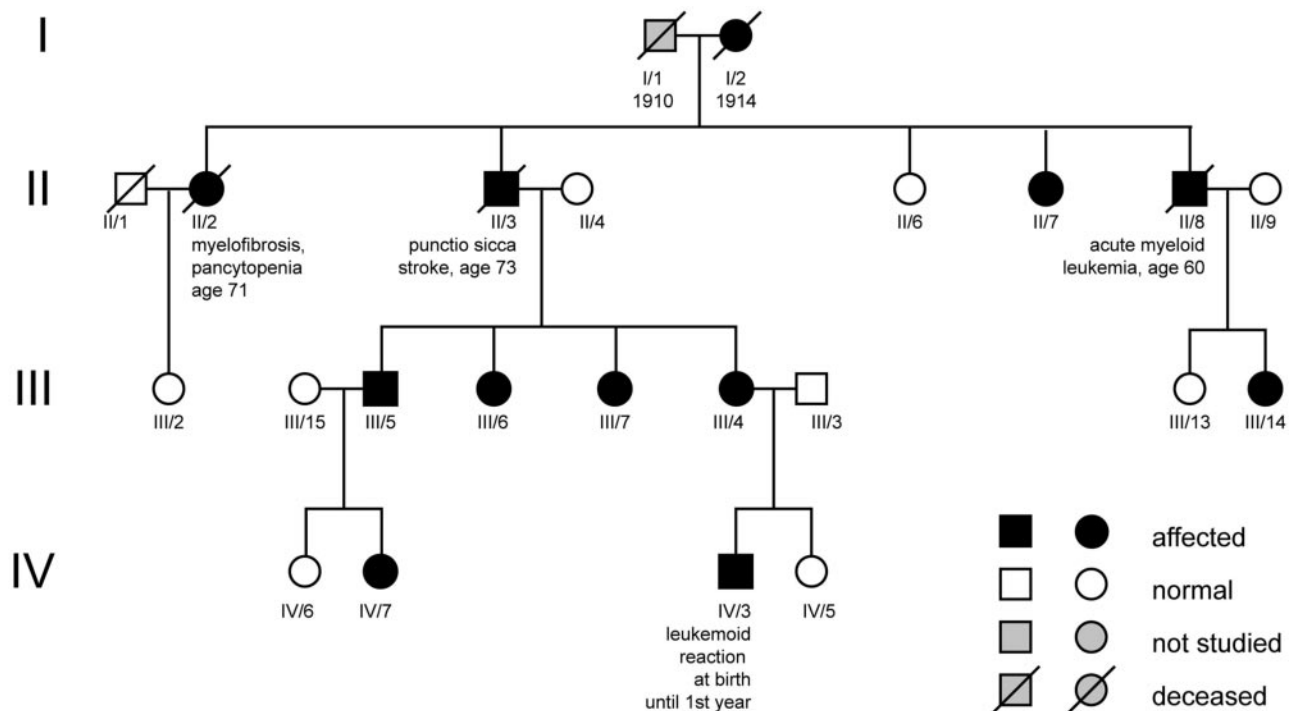 I
I/1 I/2
1910 1914
II
II/1 II/2 II/3 II/4 II/6 II/7 II/8 II/9
myelofibrosis, punctio sicca acute myeloid
pancytopenia stroke, age 73 leukemia, age 60
age 71
III
III/2 III/15 III/5 III/6 III/7 III/4 III/3 III/13 III/14
affected
IV
normal
IV/6 IV/7 IV/3 IV/5
leukemoid
not studied
reaction
at birth
deceased
until 1st year